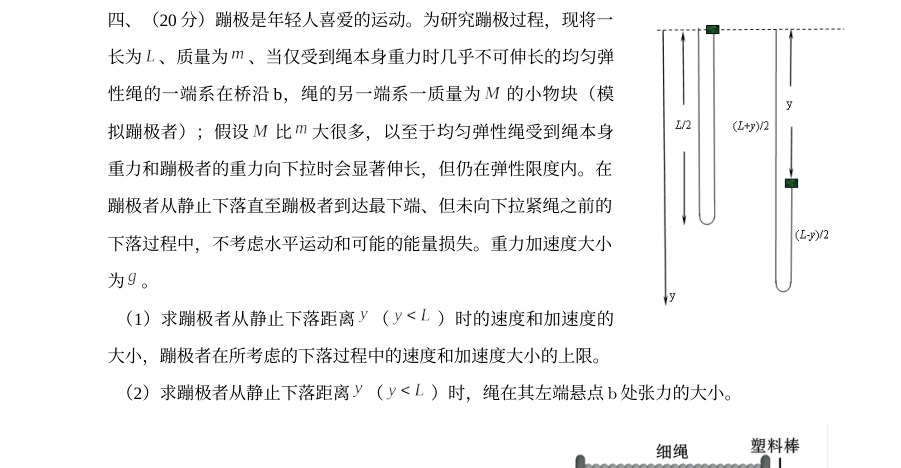 四、（20 分）蹦极是年轻人喜爱的运动。为研究蹦极过程，现将一
长为 L 、质量为 m 、当仅受到绳本身重力时几乎不可伸长的均匀弹
性绳的一端系在桥沿 b，绳的另一端系一质量为 M 的小物块（模
拟蹦极者）；假设 M 比 m 大很多，以至于均匀弹性绳受到绳本身
重力和蹦极者的重力向下拉时会显著伸长，但仍在弹性限度内。在
蹦极者从静止下落直至蹦极者到达最下端、但未向下拉紧绳之前的
下落过程中，不考虑水平运动和可能的能量损失。重力加速度大小
为 g 。
（1）求蹦极者从静止下落距离 y （ y < L ）时的速度和加速度的
大小，蹦极者在所考虑的下落过程中的速度和加速度大小的上限。
（2）求蹦极者从静止下落距离 y （ y < L ）时，绳在其左端悬点 b 处张力的大小。
L/2
(L+y)/2
y
(L-y)/2
y
细绳
塑料棒